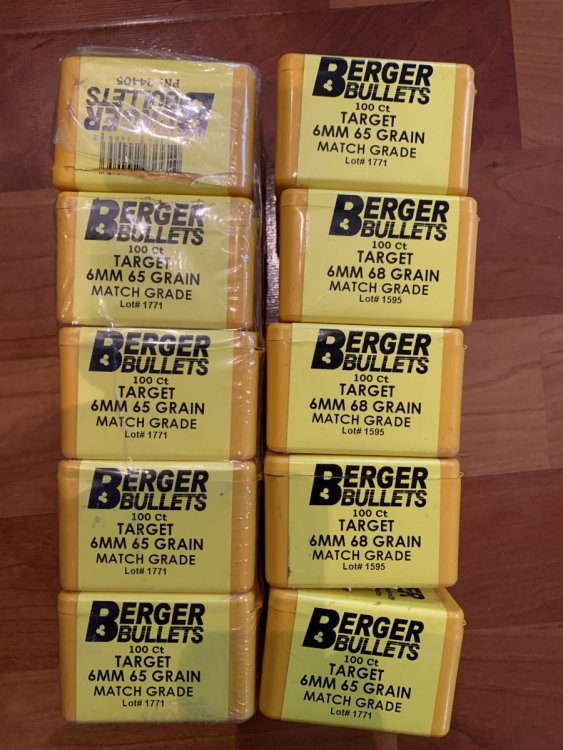 BERGER
BULLETS
PN:
BERGER
BULLETS
100 Ct
TARGET
6MM 65 GRAIN
MATCH GRADE
Lot# 1771
BERGER
BULLETS
100 Ct
TARGET
6MM 65 GRAIN
MATCH GRADE
Lot# 1771
BERGER
BULLETS
100 Ct
TARGET
6MM 65 GRAIN
MATCH GRADE
Lot# 1771
BERGER
BULLETS
100 Ct
TARGET
6MM 65 GRAIN
MATCH GRADE
Lot# 1771
BERGER
BULLETS
100 Ct
TARGET
6MM 65 GRAIN
MATCH GRADE
Lot# 1771
BERGER
BULLETS
100 Ct
TARGET
6MM 68 GRAIN
MATCH GRADE
Lot# 1595
BERGER
BULLETS
100 Ct
TARGET
6MM 68 GRAIN
MATCH GRADE
Lot# 1595
BERGER
BULLETS
100 Ct
TARGET
6MM 68 GRAIN
MATCH GRADE
Lot# 1595
BERGER
BULLETS
100 Ct
TARGET
6MM 65 GRAIN
MATCH GRADE
Lot# 1771